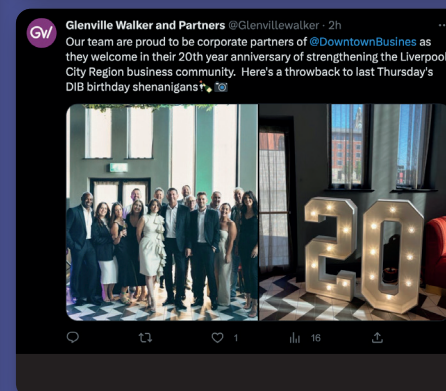 GW
Glenville Walker and Partners @Glenvillewalker · 2h
Our team are proud to be corporate partners of @DowntownBusines as
they welcome in their 20th year anniversary of strengthening the Liverpool
City Region business community. Here's a throwback to last Thursday's
DIB birthday shenanigans🍾 📸
20
1
16